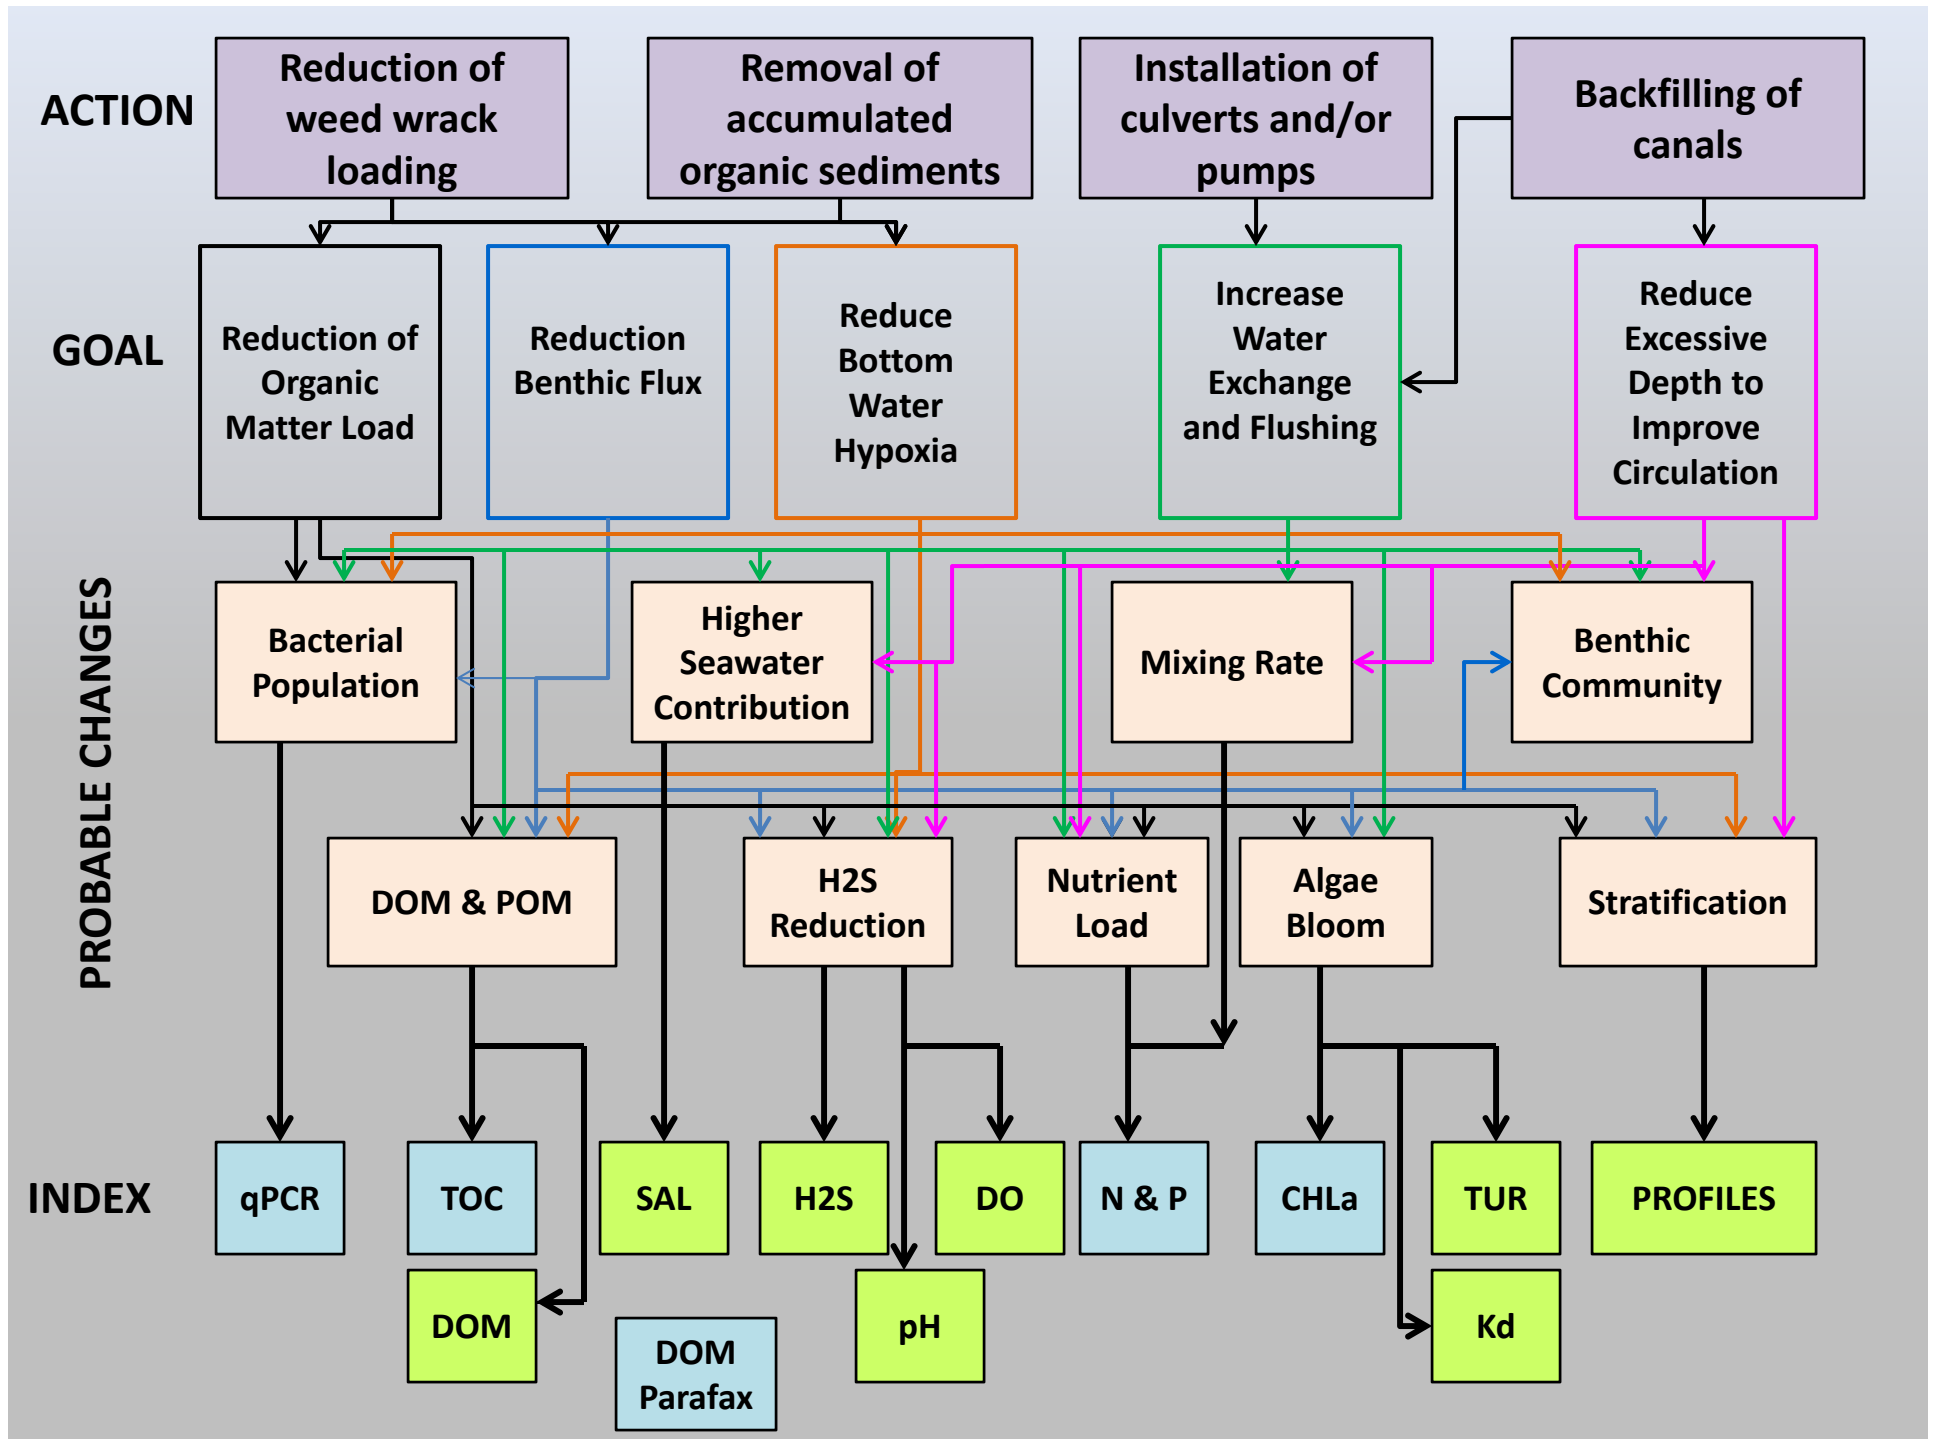 ACTION
Reduction of
weed wrack
loading
Removal of
accumulated
organic sediments
Installation of
culverts and/or
pumps
Backfilling of
canals
GOAL
Reduction of
Organic
Matter Load
Reduction
Benthic Flux
Reduce
Bottom
Water
Hypoxia
Increase
Water
Exchange
and Flushing
Reduce
Excessive
Depth to
Improve
Circulation
PROBABLE CHANGES
Bacterial
Population
Higher
Seawater
Contribution
Mixing Rate
Benthic
Community
DOM & POM
H2S
Reduction
Nutrient
Load
Algae
Bloom
Stratification
INDEX
qPCR
TOC
SAL
H2S
DO
N & P
CHLa
TUR
PROFILES
DOM
DOM
Parafax
pH
Kd